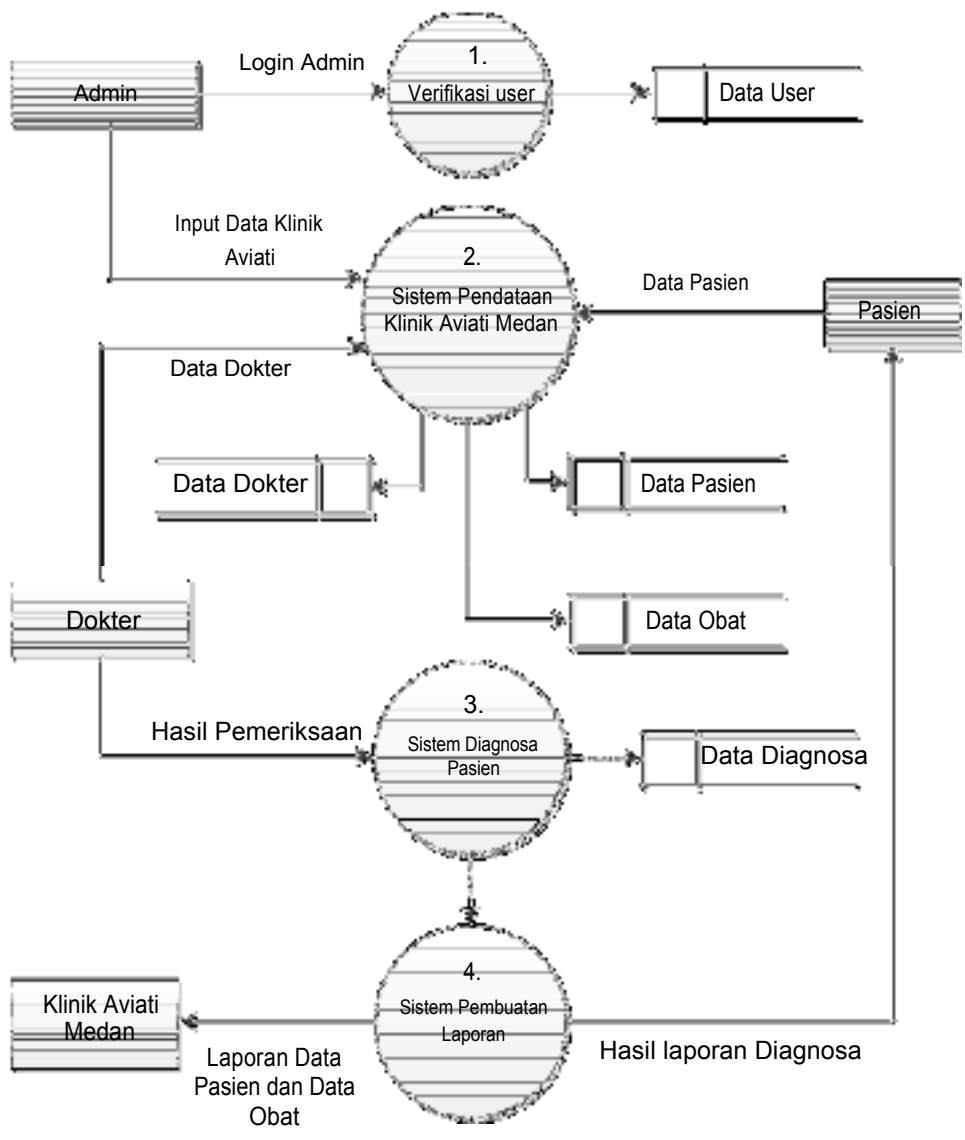 Login Admin
1.
Verifikasi user
Admin
Data User
Input Data Klinik
Aviati
2.
Sistem Pendataan
Klinik Aviati Medan
Data Pasien
Pasien
Data Dokter
Data Dokter
Data Pasien
Dokter
Data Obat
Hasil Pemeriksaan
3.
Sistem Diagnosa
Pasien
Data Diagnosa
Klinik Aviati
Medan
4.
Sistem Pembuatan
Laporan
Laporan Data
Pasien dan Data
Obat
Hasil laporan Diagnosa